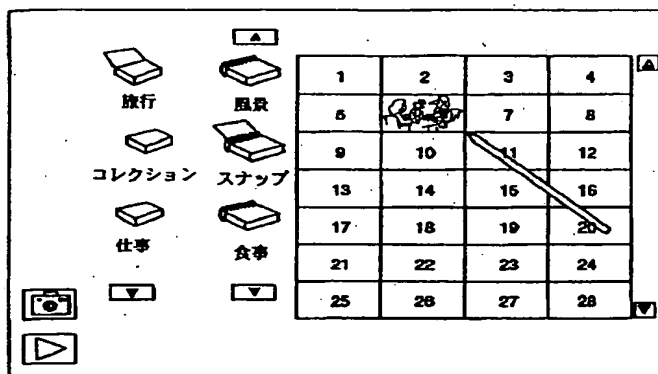 旅行
風景
コレクション
スナップ
仕事
食事
1 2 3 4
5 7 8
9 10 11 12
13 14 15 16
17 18 19 20
21 22 23 24
25 26 27 28